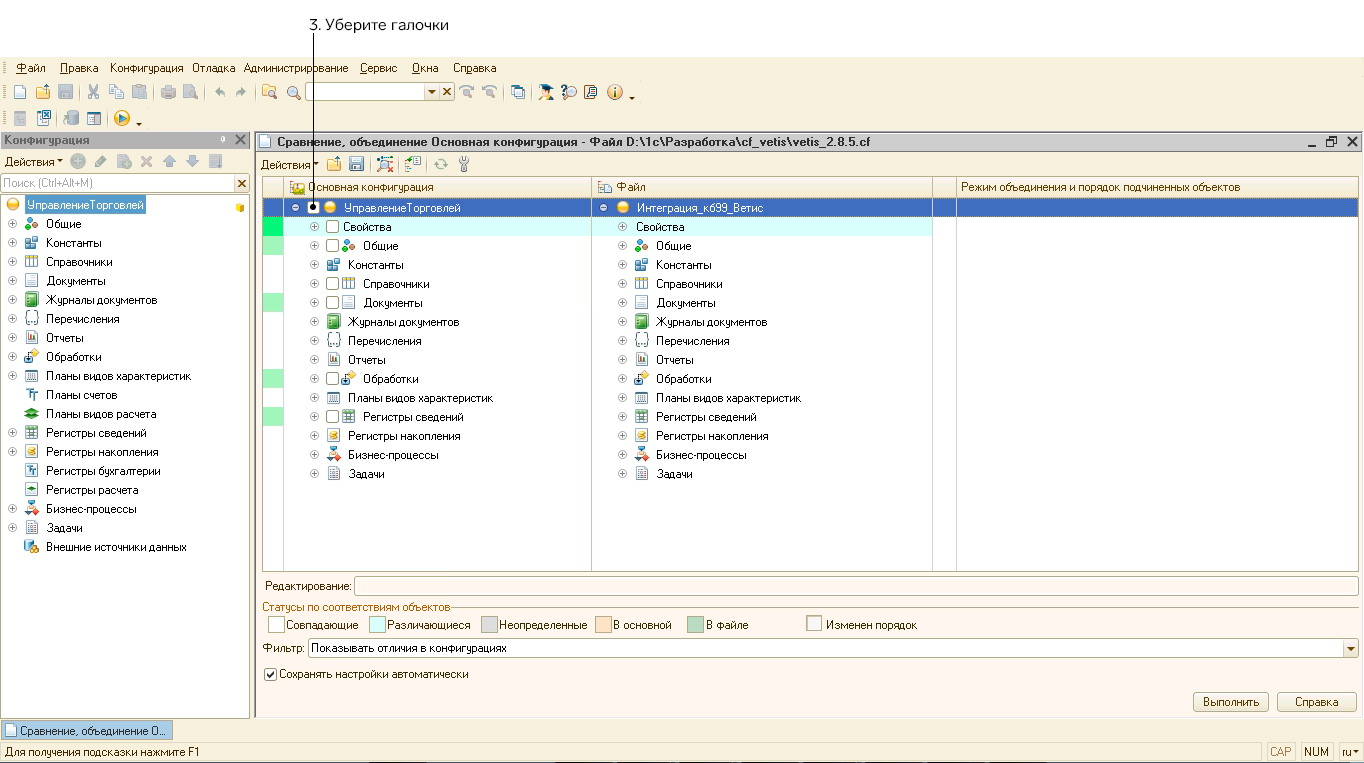 3. Уберите галочки
Файл Правка Конфигурация Отладка Администрирование Сервис Окна Справка
Конфигурация
Действия
Поиск (Ctrl+Alt+M)
УправлениеТорговлей
Общие
Константы
Справочники
Документы
Журналы документов
Перечисления
Отчеты
Обработки
Планы видов характеристик
Планы счетов
Планы видов расчета
Регистры сведений
Регистры накопления
Регистры бухгалтерии
Регистры расчета
Бизнес-процессы
Задачи
Внешние источники данных
Сравнение, объединение Основная конфигурация - Файл D:\1c\Разработка\cf_vetis\vetis_2.8.5.cf
Действия
Основная конфигурация Файл Режим объединения и порядок подчиненных объектов
УправлениеТорговлей Интеграция_кб99_Ветис
Свойства Свойства
Общие Общие
Константы Константы
Справочники Справочники
Документы Документы
Журналы документов Журналы документов
Перечисления Перечисления
Отчеты Отчеты
Обработки Обработки
Планы видов характеристик Планы видов характеристик
Регистры сведений Регистры сведений
Регистры накопления Регистры накопления
Бизнес-процессы Бизнес-процессы
Задачи Задачи
Редактирование:
Статусы по соответствиям объектов
Совпадающие Различающиеся Неопределенные В основной В файле Изменен порядок
Фильтр: Показывать отличия в конфигурациях
Сохранять настройки автоматически
Выполнить Справка
Сравнение, объединение О...
Для получения подсказки нажмите F1 CAP NUM ru